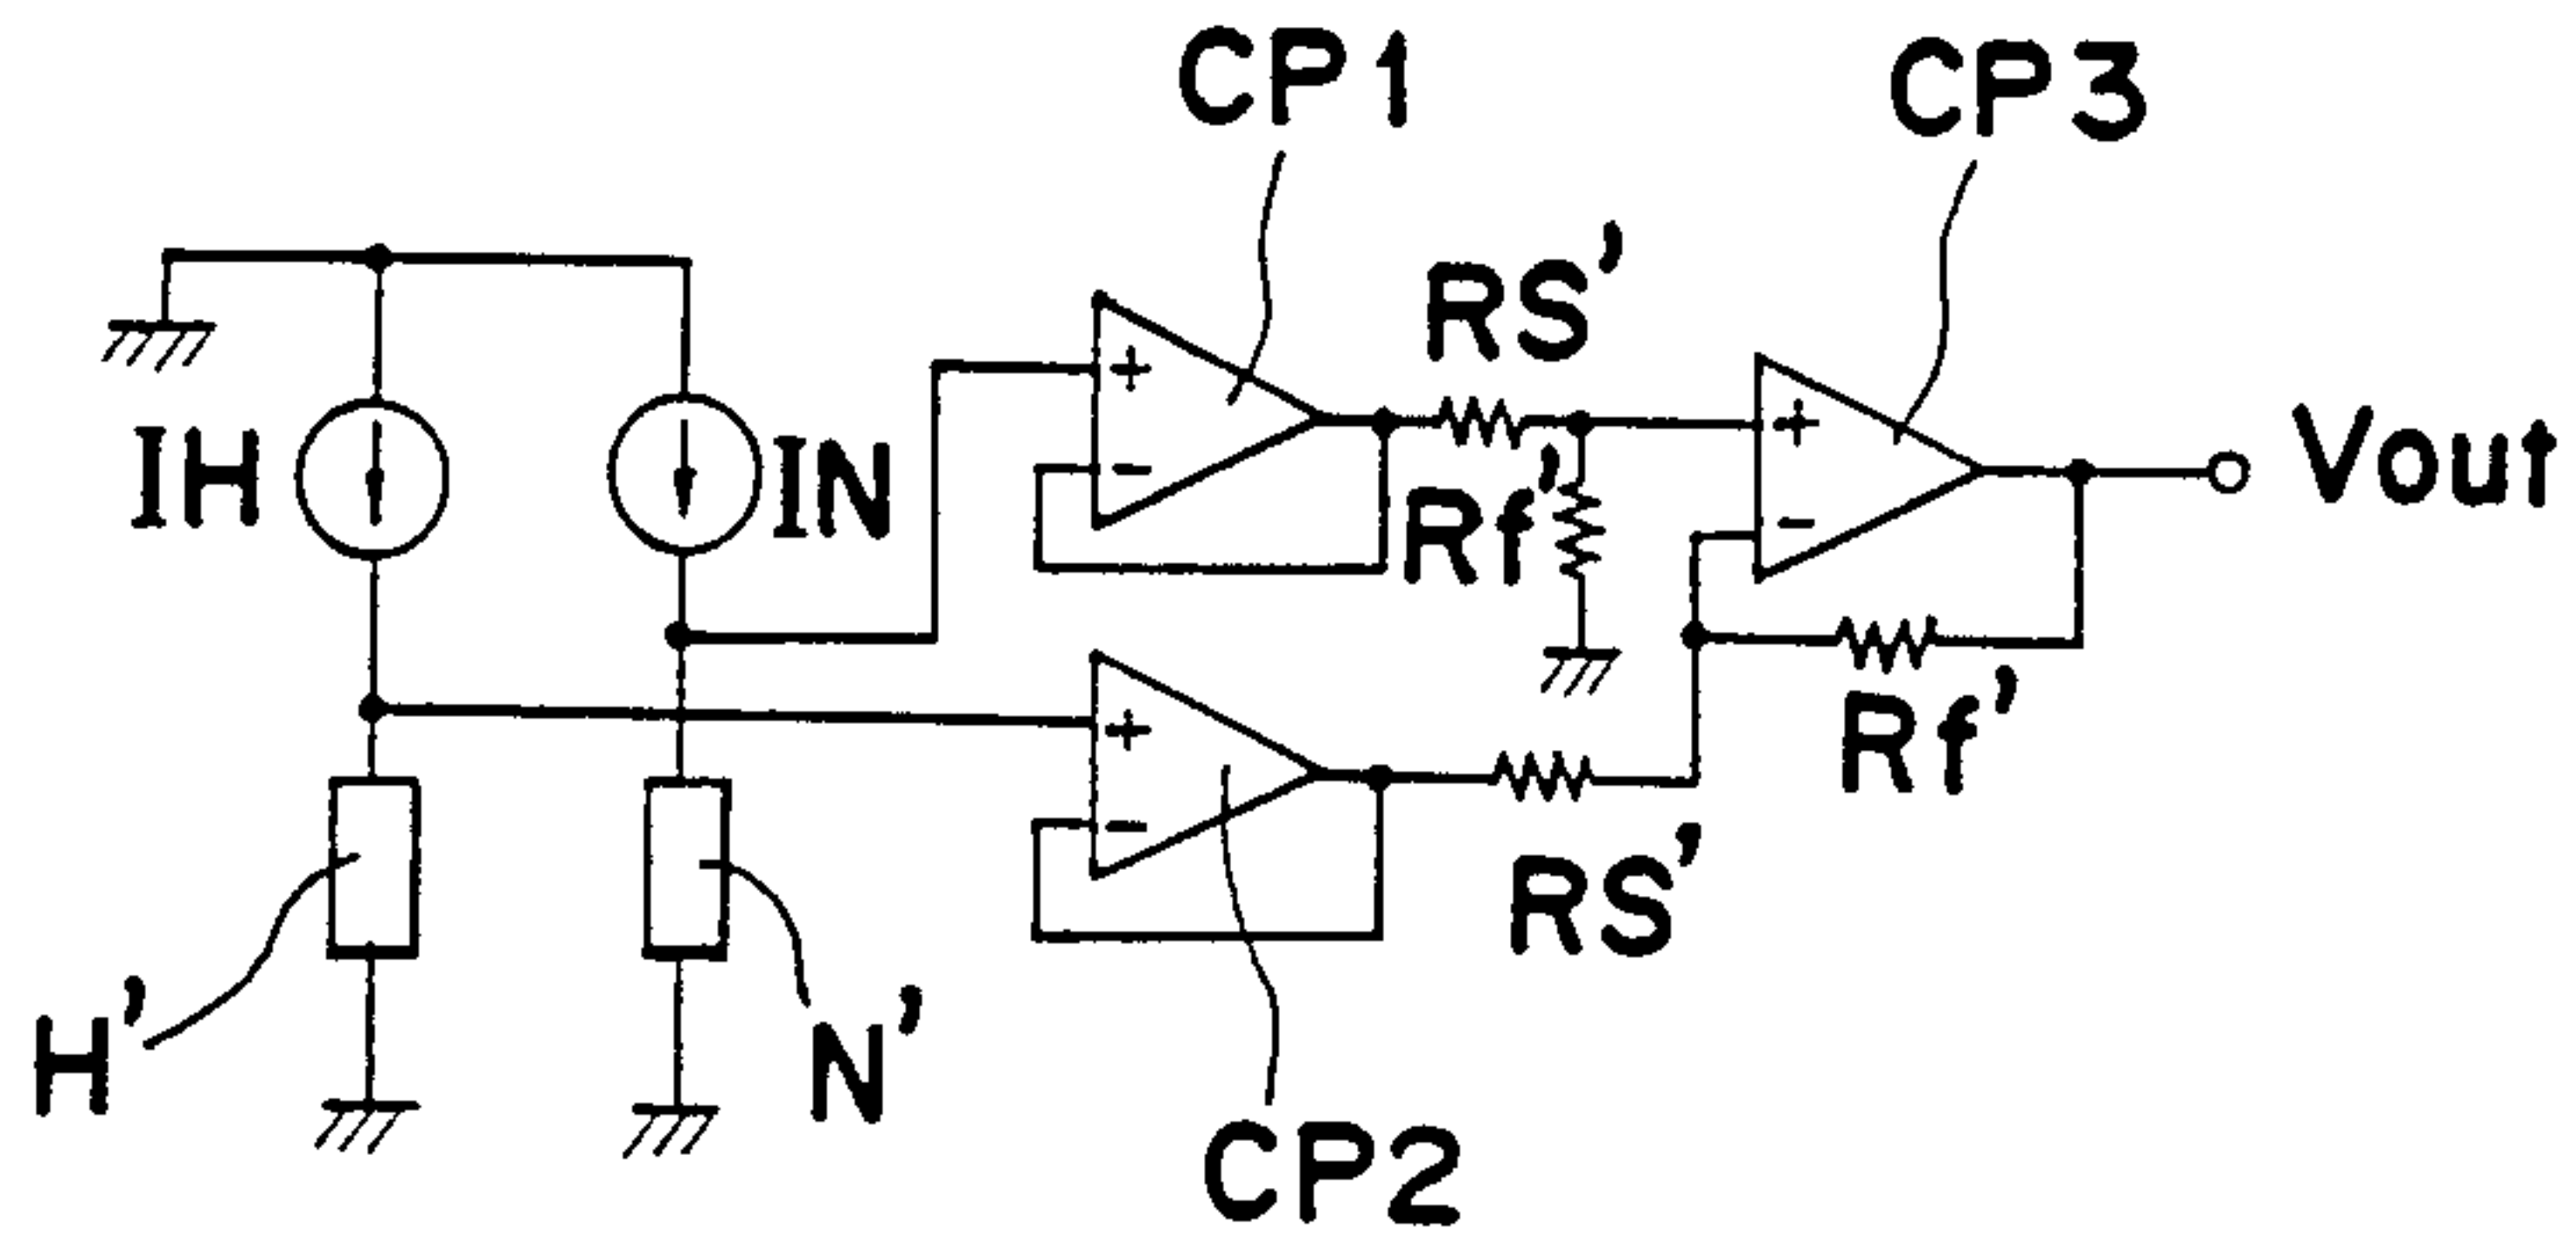 CP1
CP3
RS'
IH
IN
+
-
Rf'
+
-
Vout
+
-
Rf'
RS'
H'
N'
CP2